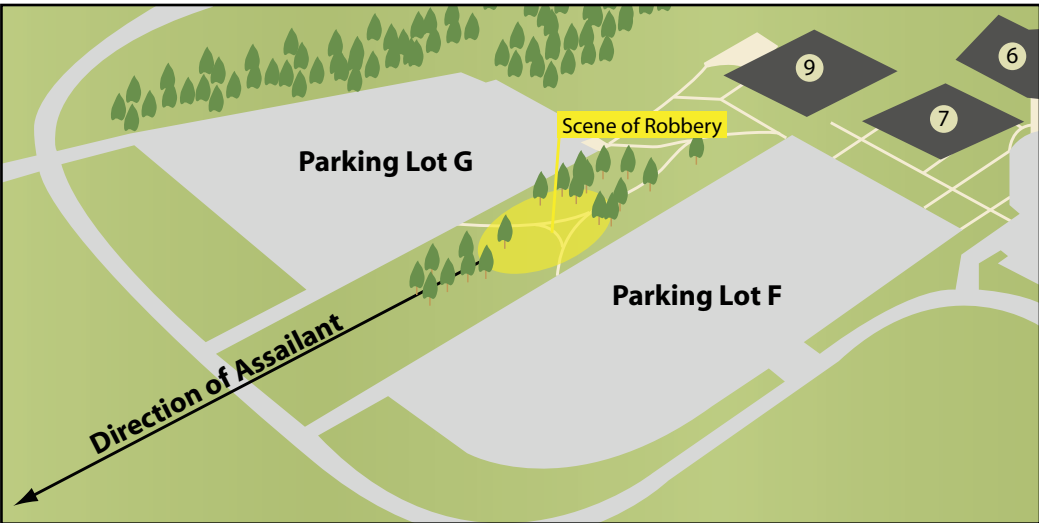 9
6
7
Scene of Robbery
Parking Lot G
Parking Lot F
Direction of Assailant